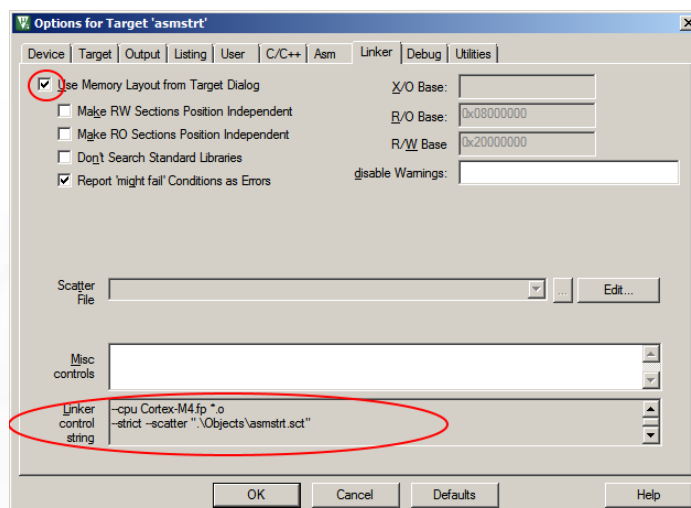 Options for Target 'asmstrt'
Device Target Output Listing User C/C++ Asm Linker Debug Utilities
Use Memory Layout from Target Dialog
Make RW Sections Position Independent
Make RO Sections Position Independent
Don't Search Standard Libraries
Report 'might fail' Conditions as Errors
X/O Base:
R/O Base: 0x08000000
R/W Base 0x20000000
disable Warnings:
Scatter
File
... Edit...
Misc
controls
Linker
control
string
--cpu Cortex-M4.fp *.o
--strict --scatter ".\Objects\asmstrt.sct"
OK Cancel Defaults Help